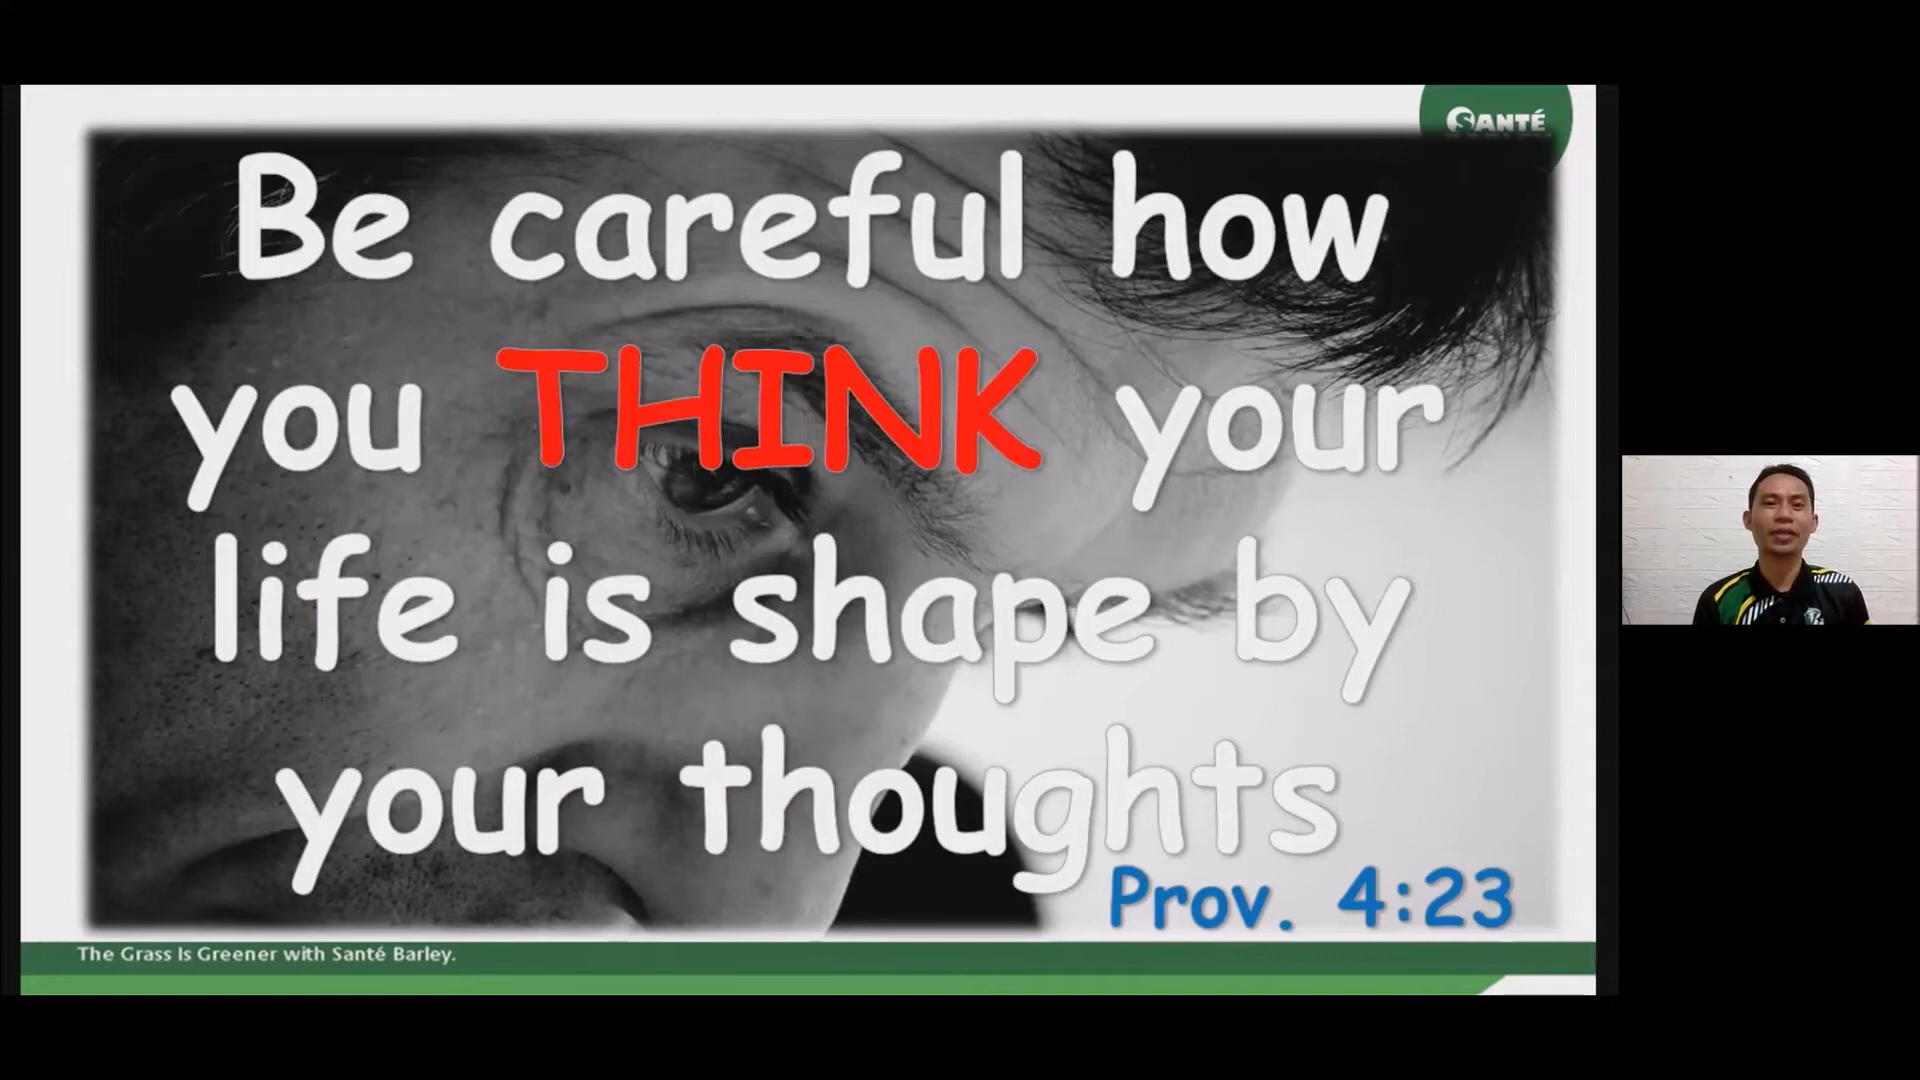 SANTÉ
Be careful how
you THINK your
life is shape by
your thoughts
Prov. 4:23
The Grass Is Greener with Santé Barley.